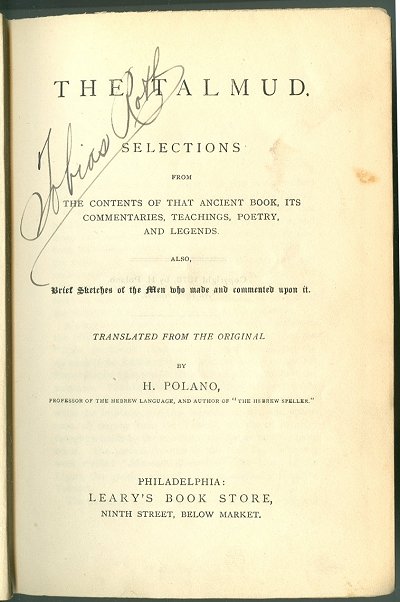 THE TALMUD.
Tobias Roth
SELECTIONS
FROM
THE CONTENTS OF THAT ANCIENT BOOK, ITS
COMMENTARIES, TEACHINGS, POETRY,
AND LEGENDS.
ALSO,
Brief Sketches of the Men who made and commented upon it.
TRANSLATED FROM THE ORIGINAL
BY
H. POLANO,
PROFESSOR OF THE HEBREW LANGUAGE, AND AUTHOR OF "THE HEBREW SPELLER."
PHILADELPHIA:
LEARY'S BOOK STORE,
NINTH STREET, BELOW MARKET.